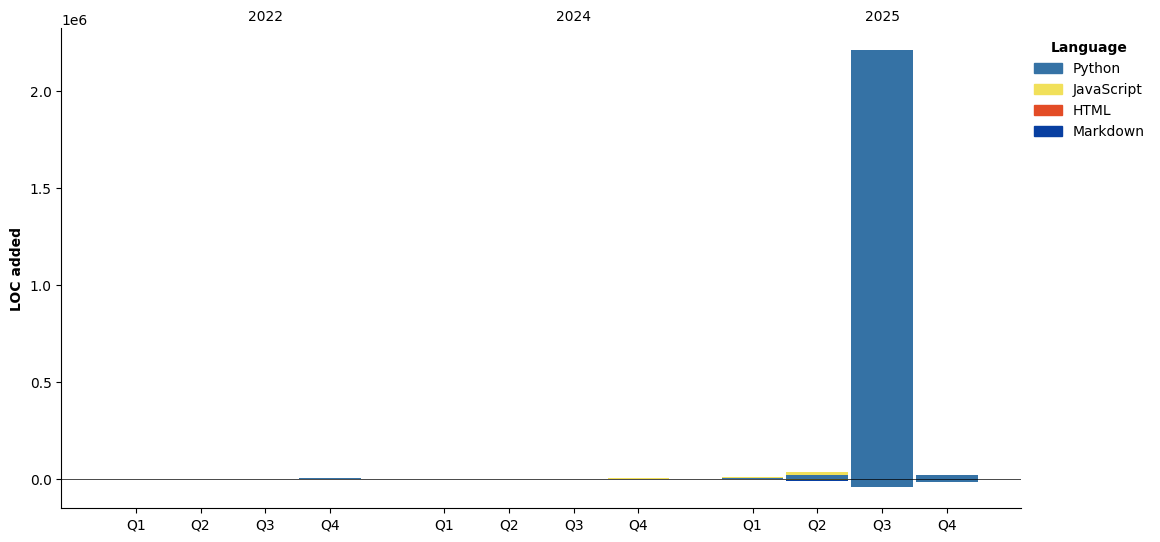 2022 2024 2025
1e6
Language
Python
JavaScript
HTML
Markdown
2.0
1.5
1.0
0.5
0.0
LOC added
Q1 Q2 Q3 Q4 Q1 Q2 Q3 Q4 Q1 Q2 Q3 Q4